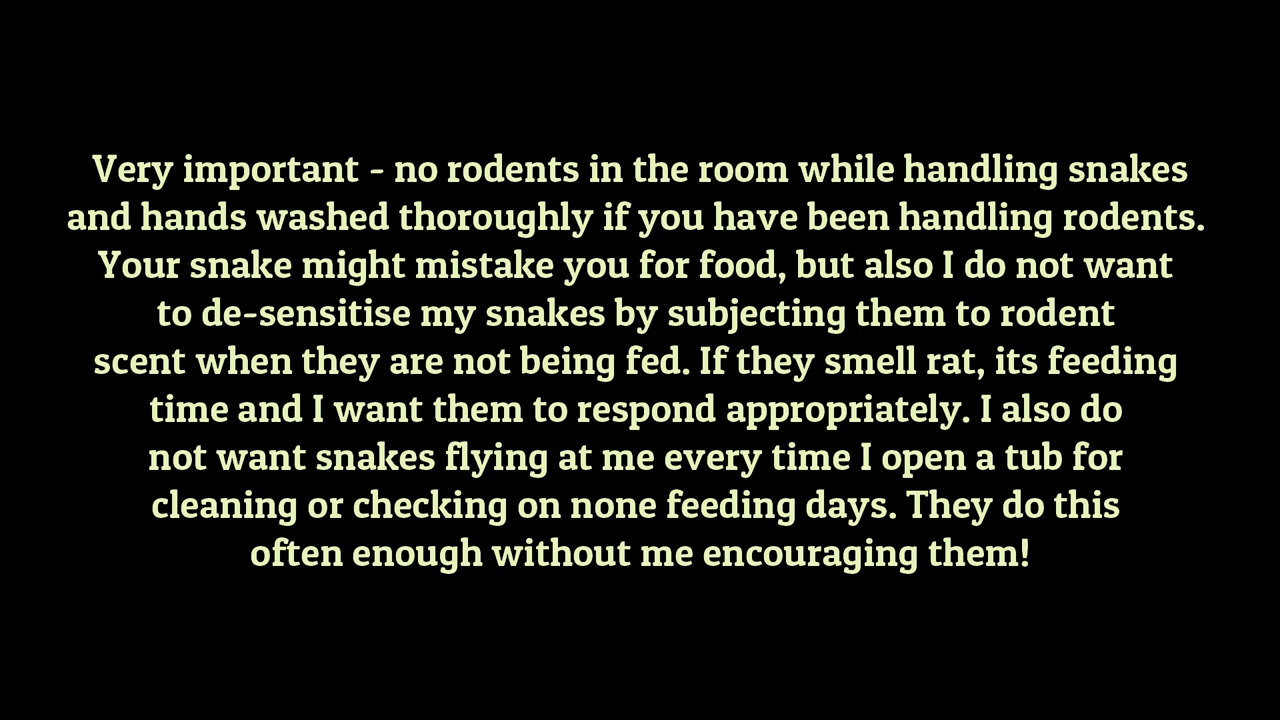 Very important - no rodents in the room while handling snakes
and hands washed thoroughly if you have been handling rodents.
Your snake might mistake you for food, but also I do not want
to de-sensitise my snakes by subjecting them to rodent
scent when they are not being fed. If they smell rat, its feeding
time and I want them to respond appropriately. I also do
not want snakes flying at me every time I open a tub for
cleaning or checking on none feeding days. They do this
often enough without me encouraging them!